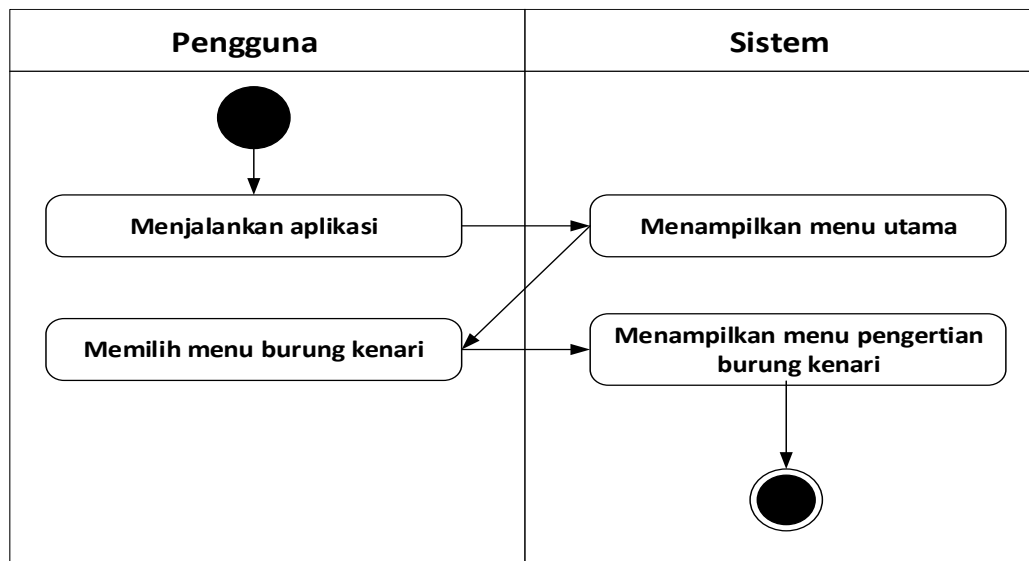 Pengguna
Sistem
Menjalankan aplikasi
Menampilkan menu utama
Memilih menu burung kenari
Menampilkan menu pengertian
burung kenari